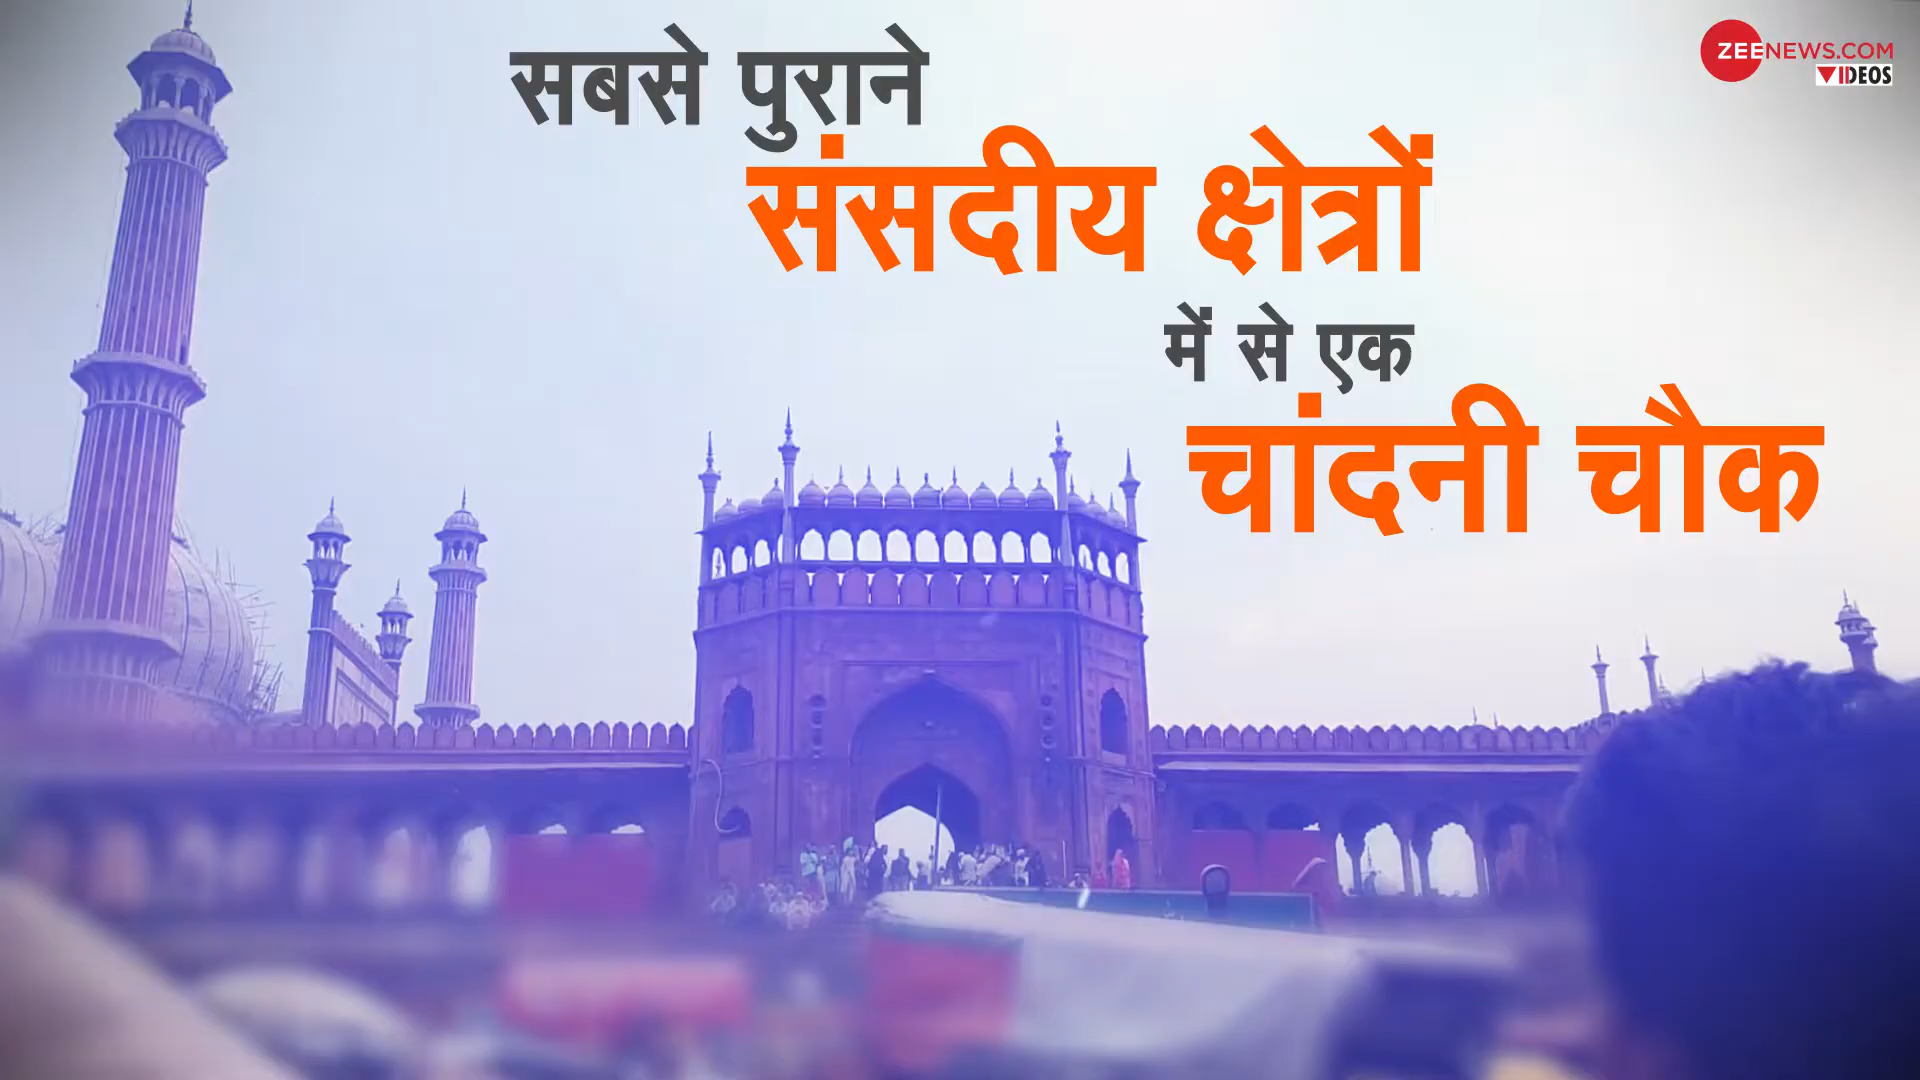 सबसे पुराने
संसदीय क्षेत्रों
में से एक
चांदनी चौक
ZEENEWS.COM
VIDEOS